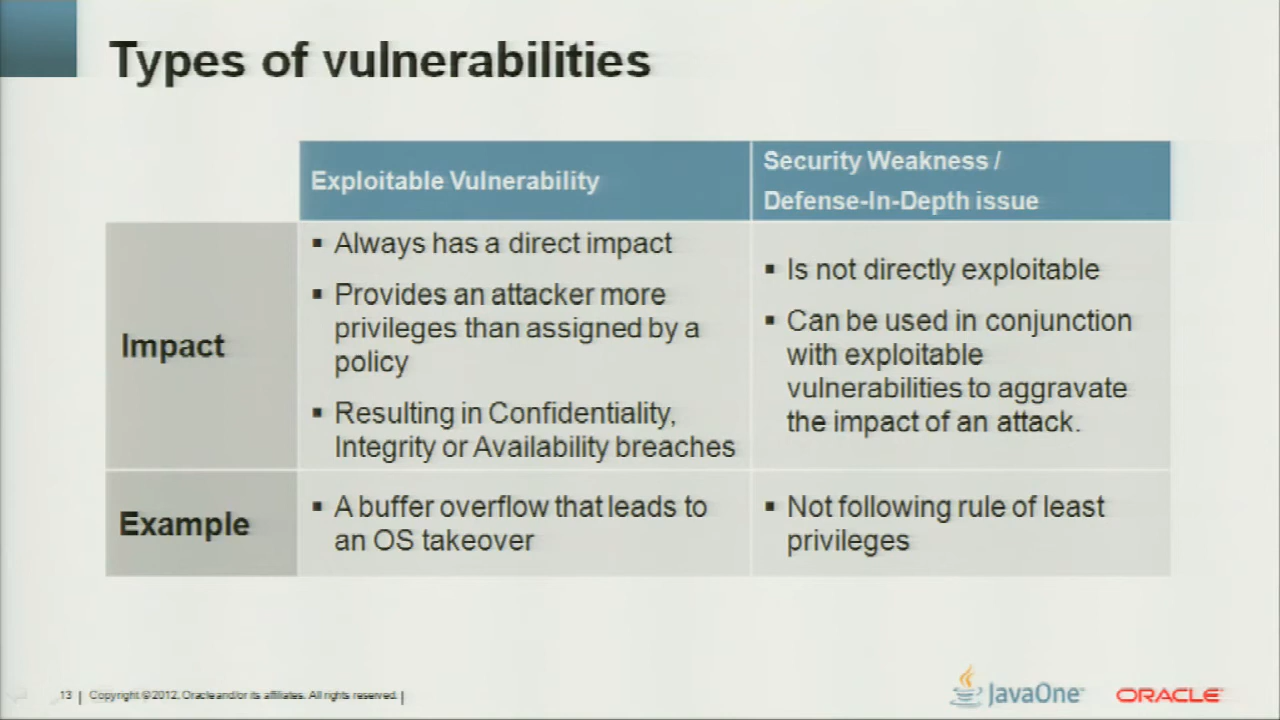 Types of vulnerabilities
Exploitable Vulnerability
Security Weakness /
Defense-In-Depth issue
Impact
▪ Always has a direct impact
▪ Provides an attacker more
privileges than assigned by a
policy
▪ Resulting in Confidentiality,
Integrity or Availability breaches
▪ Is not directly exploitable
▪ Can be used in conjunction
with exploitable
vulnerabilities to aggravate
the impact of an attack.
Example
▪ A buffer overflow that leads to
an OS takeover
▪ Not following rule of least
privileges
13 | Copyright © 2012, Oracle and/or its affiliates. All rights reserved. |
JavaOne
ORACLE